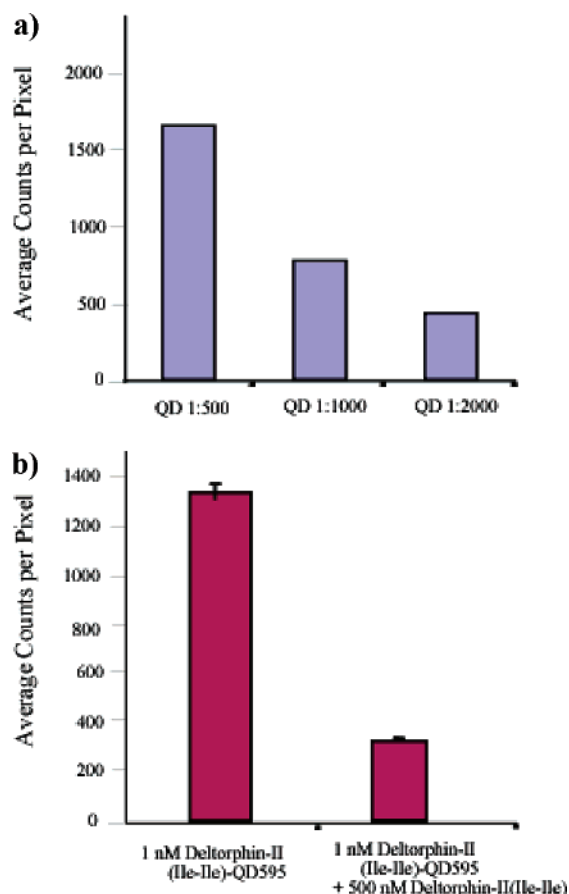 a)
Average Counts per Pixel
2000
1500
1000
500
0
QD 1:500
QD 1:1000
QD 1:2000
b)
Average Counts per Pixel
1400
1200
1000
800
600
400
200
0
1 nM Deltorphin-II
(Ile-Ile)-QD595
1 nM Deltorphin-II
(Ile-Ile)-QD595
+ 500 nM Deltorphin-II(Ile-Ile)